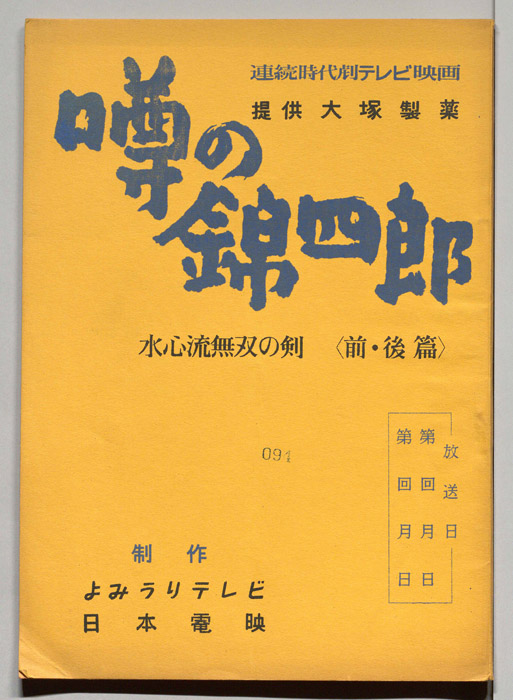 連続時代劇テレビ映画
提供 大塚製薬
噂の
錦四郎
水心流無双の剣 〈前・後篇〉
放送日
第回月日
第回月日
091
制作
よみうりテレビ
日本電映